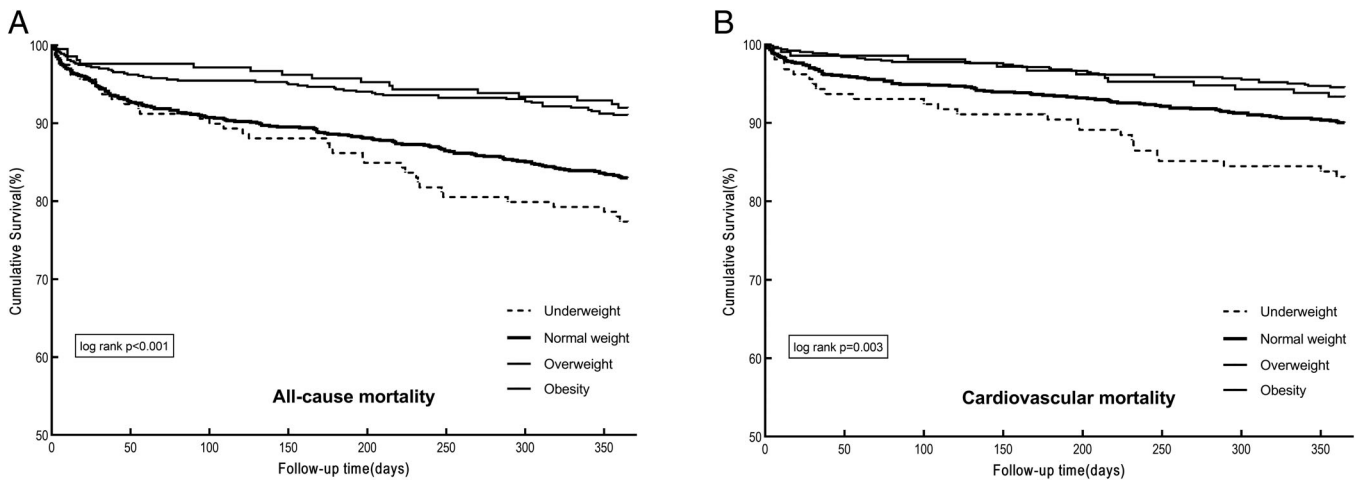 A
100
90
80
70
60
50
Cumulative Survival(%)
0
50
100
150
200
250
300
350
Follow-up time(days)
Underweight
Normal weight
Overweight
Obesity
log rank p<0.001
All-cause mortality
B
100
90
80
70
60
50
Cumulative Survival(%)
0
50
100
150
200
250
300
350
Follow-up time(days)
Underweight
Normal weight
Overweight
Obesity
log rank p=0.003
Cardiovascular mortality